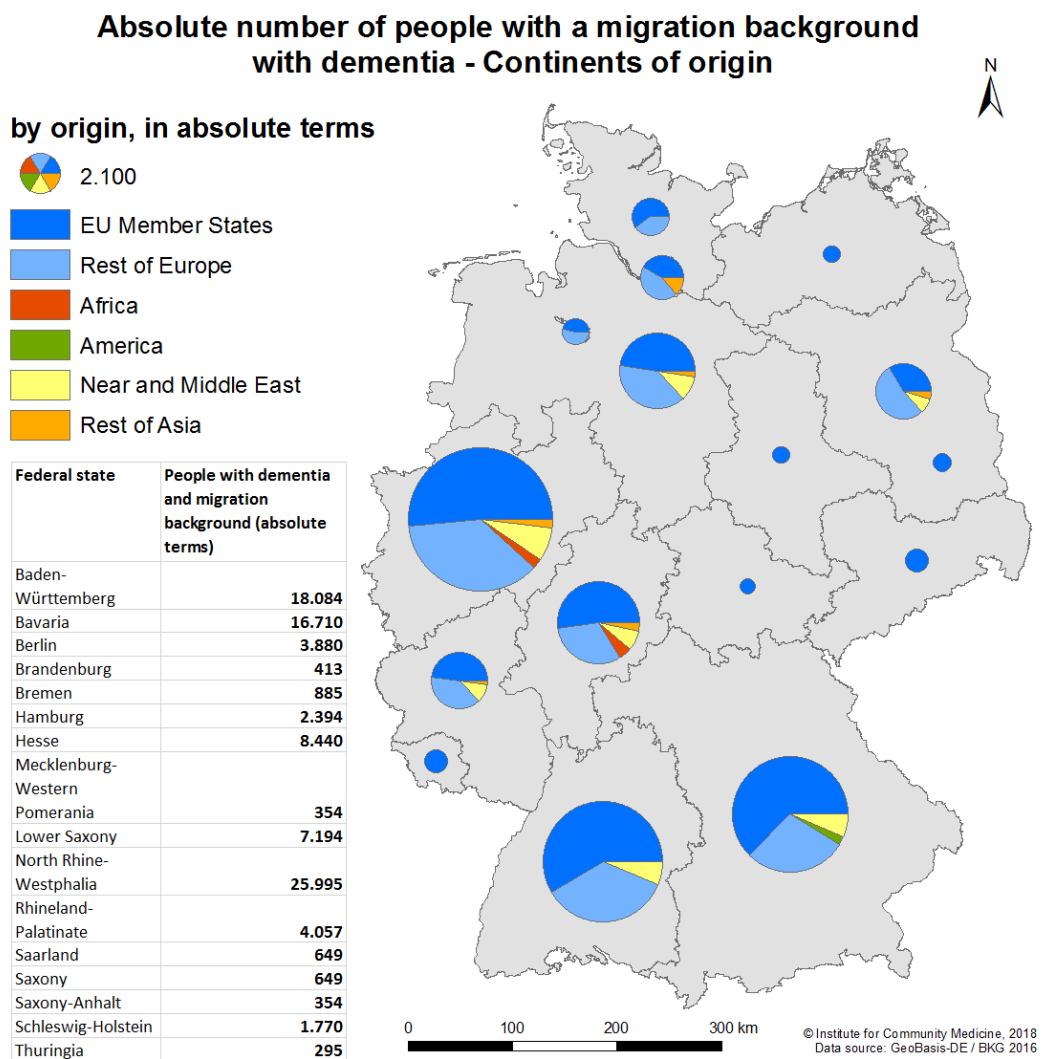 Absolute number of people with a migration background
with dementia - Continents of origin
N
by origin, in absolute terms
2.100
EU Member States
Rest of Europe
Africa
America
Near and Middle East
Rest of Asia
Federal state People with dementia
and migration
background (absolute
terms)
Baden-
Württemberg 18.084
Bavaria 16.710
Berlin 3.880
Brandenburg 413
Bremen 885
Hamburg 2.394
Hesse 8.440
Mecklenburg-
Western
Pomerania 354
Lower Saxony 7.194
North Rhine-
Westphalia 25.995
Rhineland-
Palatinate 4.057
Saarland 649
Saxony 649
Saxony-Anhalt 354
Schleswig-Holstein 1.770
Thuringia 295
0 100 200 300 km
© Institute for Community Medicine, 2018
Data source: GeoBasis-DE / BKG 2016